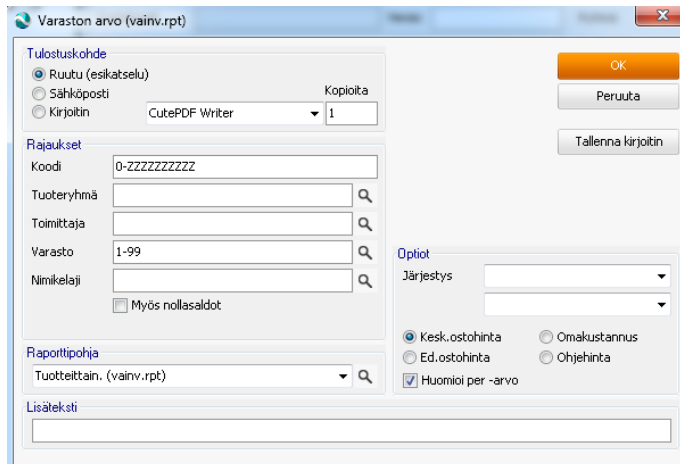 Varaston arvo (vainv.rpt)
Tulostuskohde
Ruutu (esikatselu)
Sähköposti
Kopioita
Kirjoitin
CutePDF Writer
1
OK
Peruuta
Tallenna kirjoitin
Rajaukset
Koodi
0-ZZZZZZZZZZ
Tuoteryhmä
Toimittaja
Varasto
1-99
Nimikelaji
Myös nollasaldot
Optiot
Järjestys
Kesk.ostohinta
Omakustannus
Ed.ostohinta
Ohjehinta
Huomioi per -arvo
Raporttipohja
Tuotteittain. (vainv.rpt)
Lisäteksti